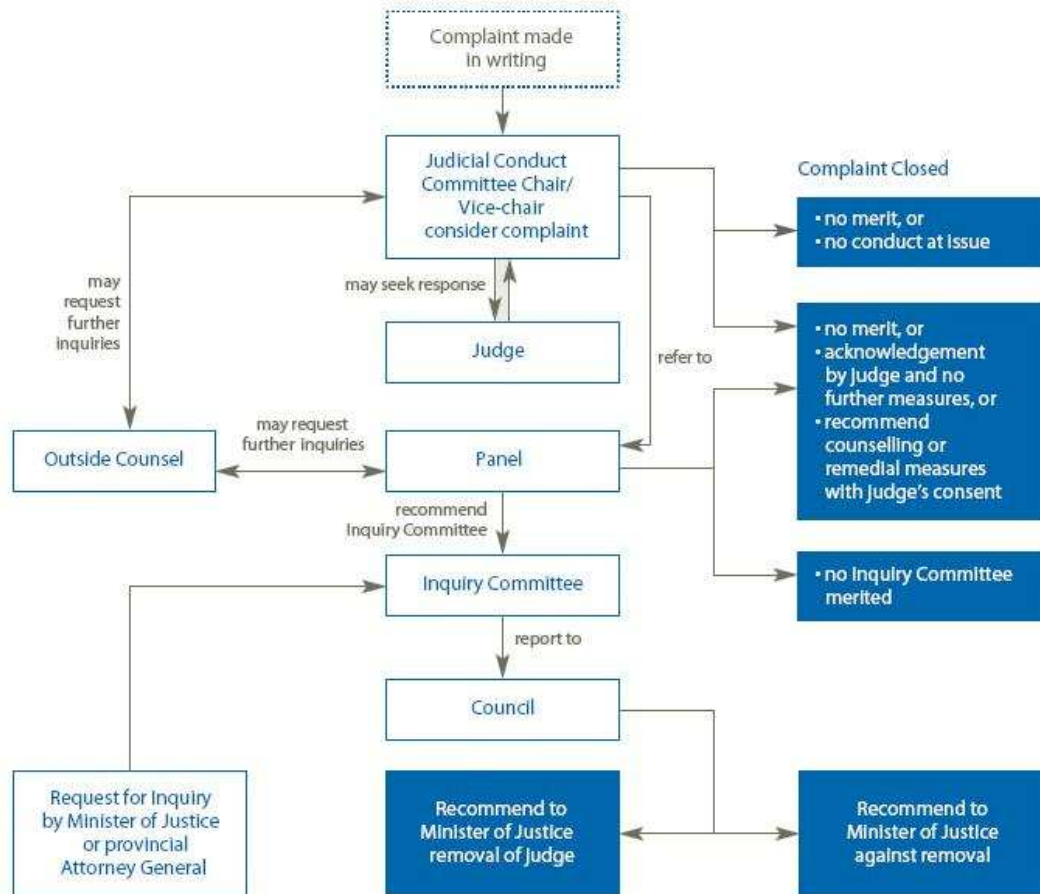 Complaint made
in writing
Judicial Conduct
Committee Chair/
Vice-chair
consider complaint
Complaint Closed
• no merit, or
• no conduct at issue
may
request
further
inquiries
may seek response
Judge
refer to
• no merit, or
• acknowledgement
by Judge and no
further measures, or
• recommend
counselling or
remedial measures
with Judge's consent
Outside Counsel
may request
further inquiries
Panel
recommend
Inquiry Committee
Inquiry Committee
• no Inquiry Committee
merited
report to
Council
Request for Inquiry
by Minister of Justice
or provincial
Attorney General
Recommend to
Minister of Justice
removal of Judge
Recommend to
Minister of Justice
against removal